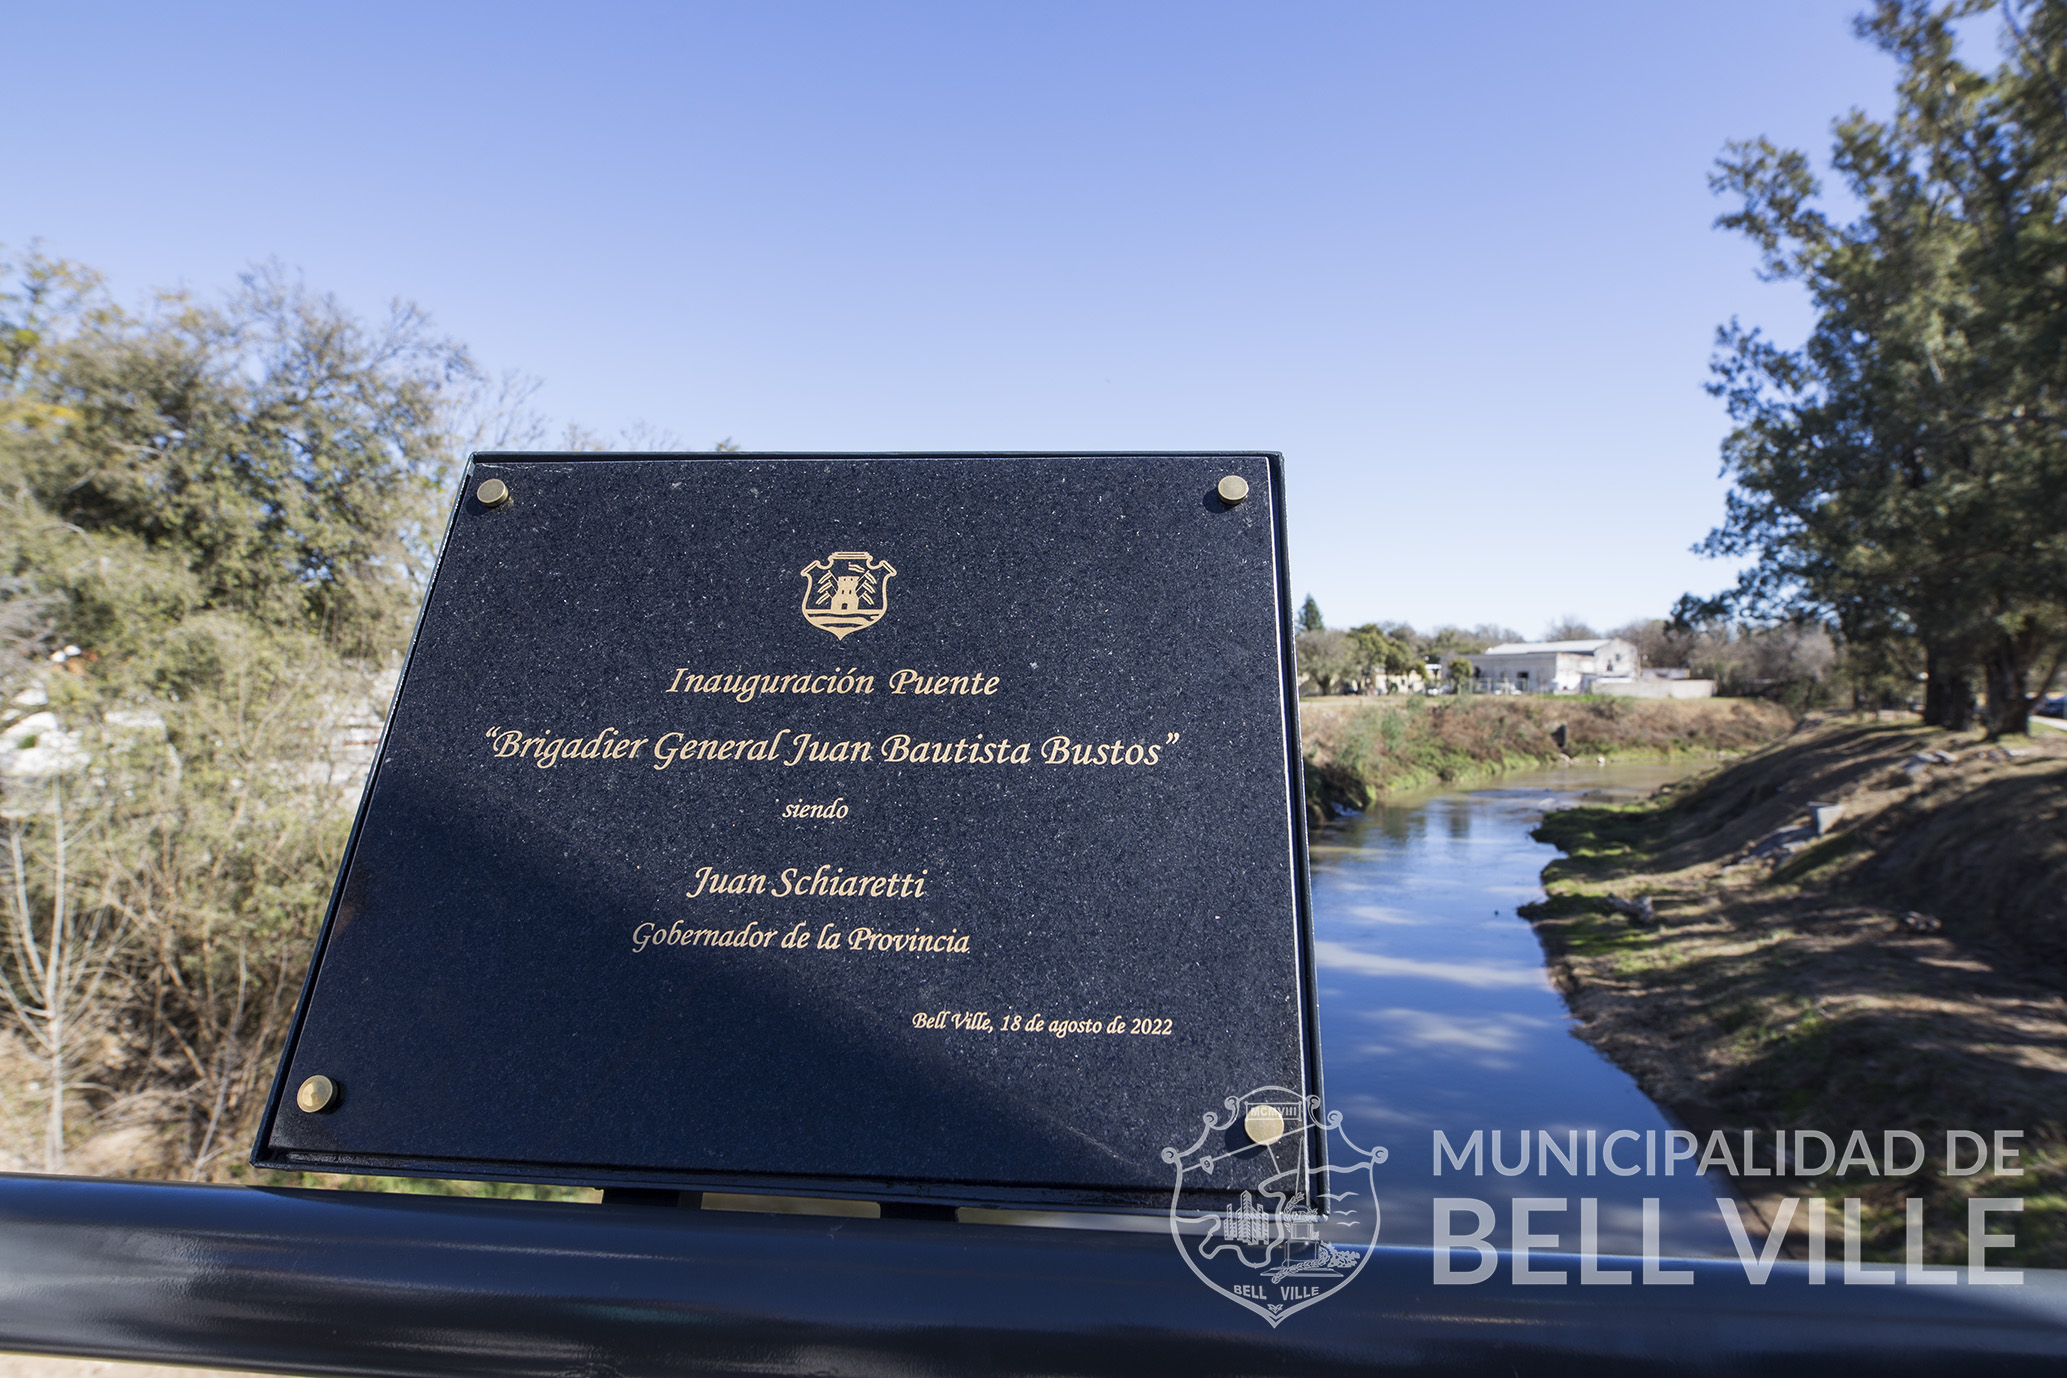 Inauguración Puente
“Brigadier General Juan Bautista Bustos”
siendo
Juan Schiaretti
Gobernador de la Provincia
Bell Ville, 18 de agosto de 2022
MCMVIII
BELL VILLE
MUNICIPALIDAD DE
BELL VILLE